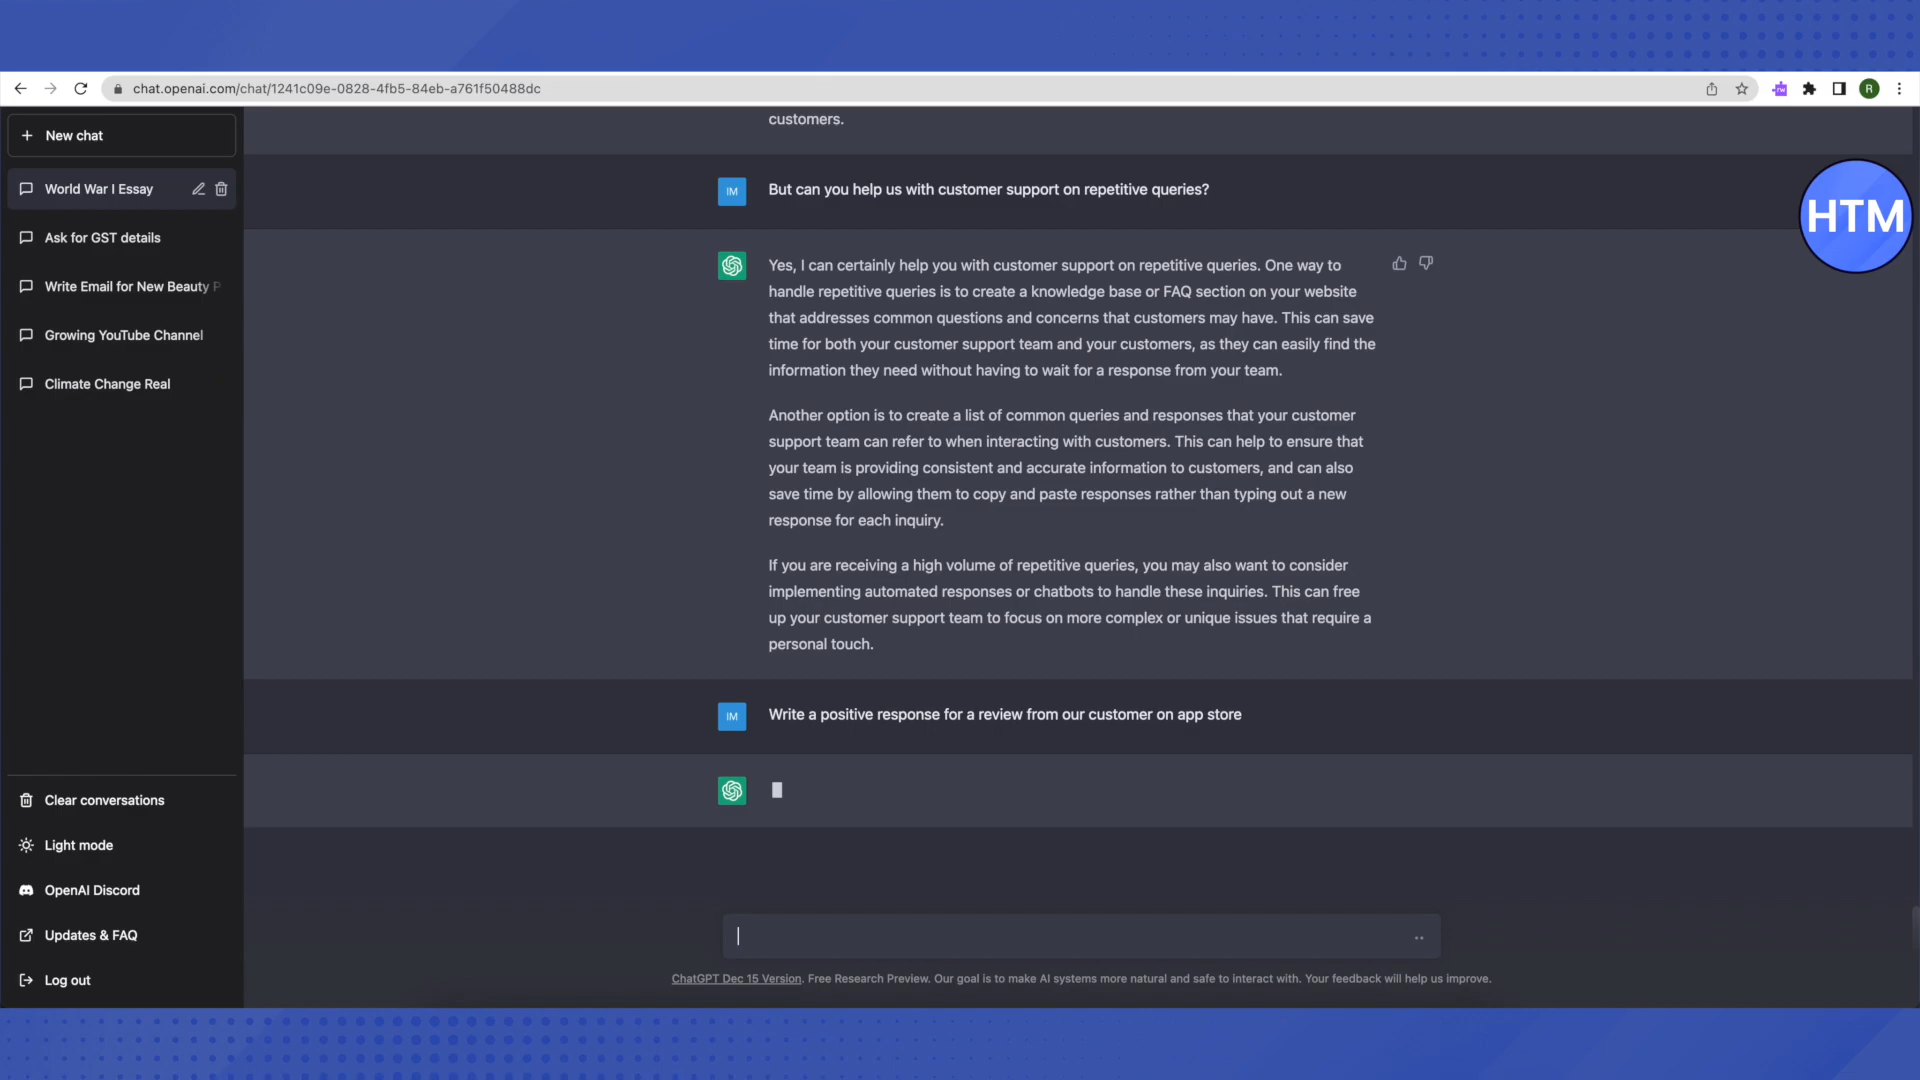 chat.openai.com/chat/1241c09e-0828-4fb5-84eb-a761f50488dc
R
New chat
World War I Essay
Ask for GST details
Write Email for New Beauty P
Growing YouTube Channel
Climate Change Real
Clear conversations
Light mode
OpenAI Discord
Updates & FAQ
Log out
customers.
IM
But can you help us with customer support on repetitive queries?
HTM
Yes, I can certainly help you with customer support on repetitive queries. One way to
handle repetitive queries is to create a knowledge base or FAQ section on your website
that addresses common questions and concerns that customers may have. This can save
time for both your customer support team and your customers, as they can easily find the
information they need without having to wait for a response from your team.
Another option is to create a list of common queries and responses that your customer
support team can refer to when interacting with customers. This can help to ensure that
your team is providing consistent and accurate information to customers, and can also
save time by allowing them to copy and paste responses rather than typing out a new
response for each inquiry.
If you are receiving a high volume of repetitive queries, you may also want to consider
implementing automated responses or chatbots to handle these inquiries. This can free
up your customer support team to focus on more complex or unique issues that require a
personal touch.
IM
Write a positive response for a review from our customer on app store
ChatGPT Dec 15 Version. Free Research Preview. Our goal is to make AI systems more natural and safe to interact with. Your feedback will help us improve.